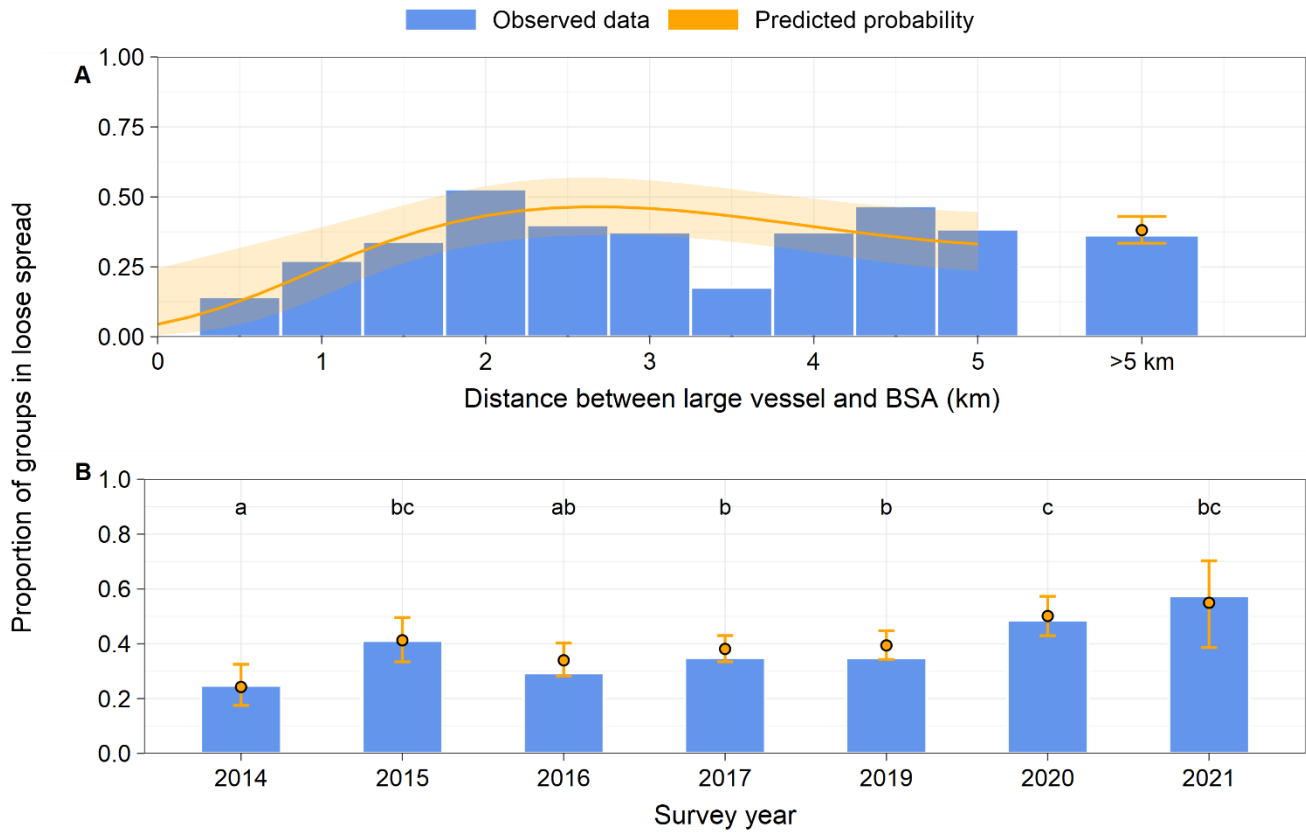 Observed data Predicted probability
A
1.00
0.75
0.50
0.25
0.00
0 1 2 3 4 5 >5 km
Distance between large vessel and BSA (km)
Proportion of groups in loose spread
B
1.0
0.8
0.6
0.4
0.2
0.0
a bc ab b b c bc
2014 2015 2016 2017 2019 2020 2021
Survey year